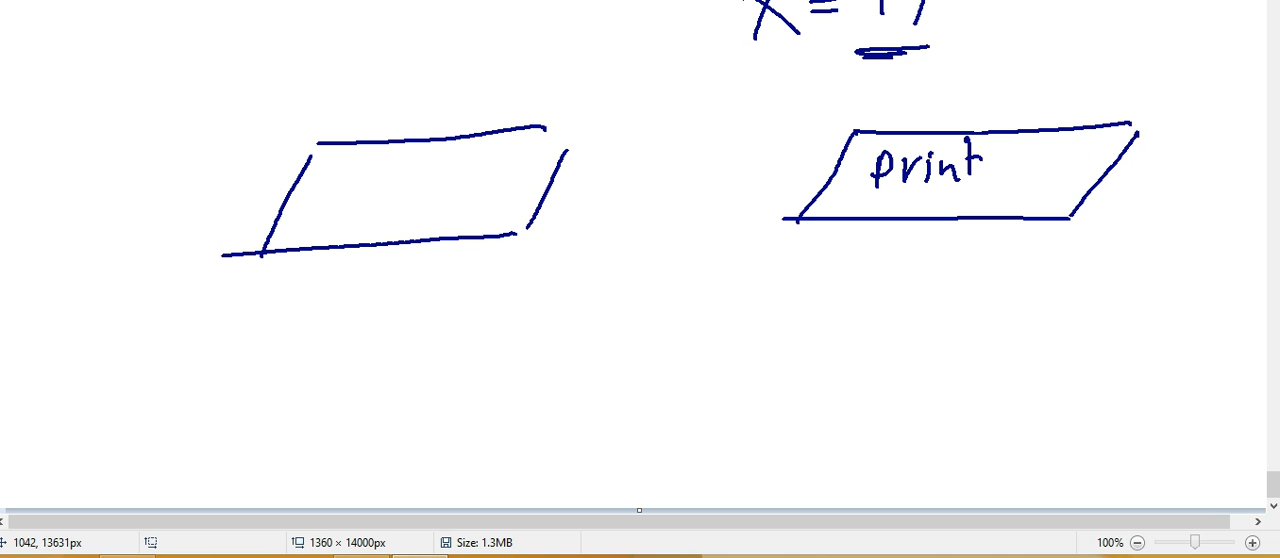 X =
print
1042, 13631px
1360 × 14000px
Size: 1.3MB
100%